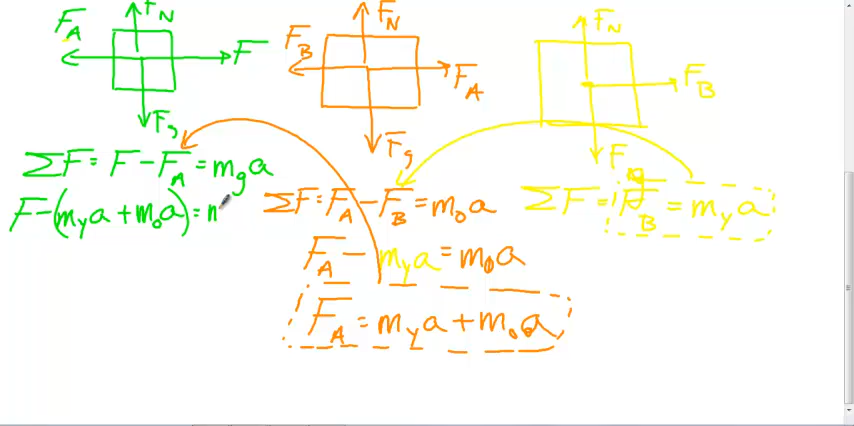 F_N
F_A
F
F_g
ΣF = F - F_A = m_g a
F - (m_y a + m_o a) = m
F_N
F_B
F_A
F_g
ΣF = F_A - F_B = m_o a
F_A - m_y a = m_o a
F_A = m_y a + m_o a
F_N
F_B
F_g
ΣF = F_B = m_y a